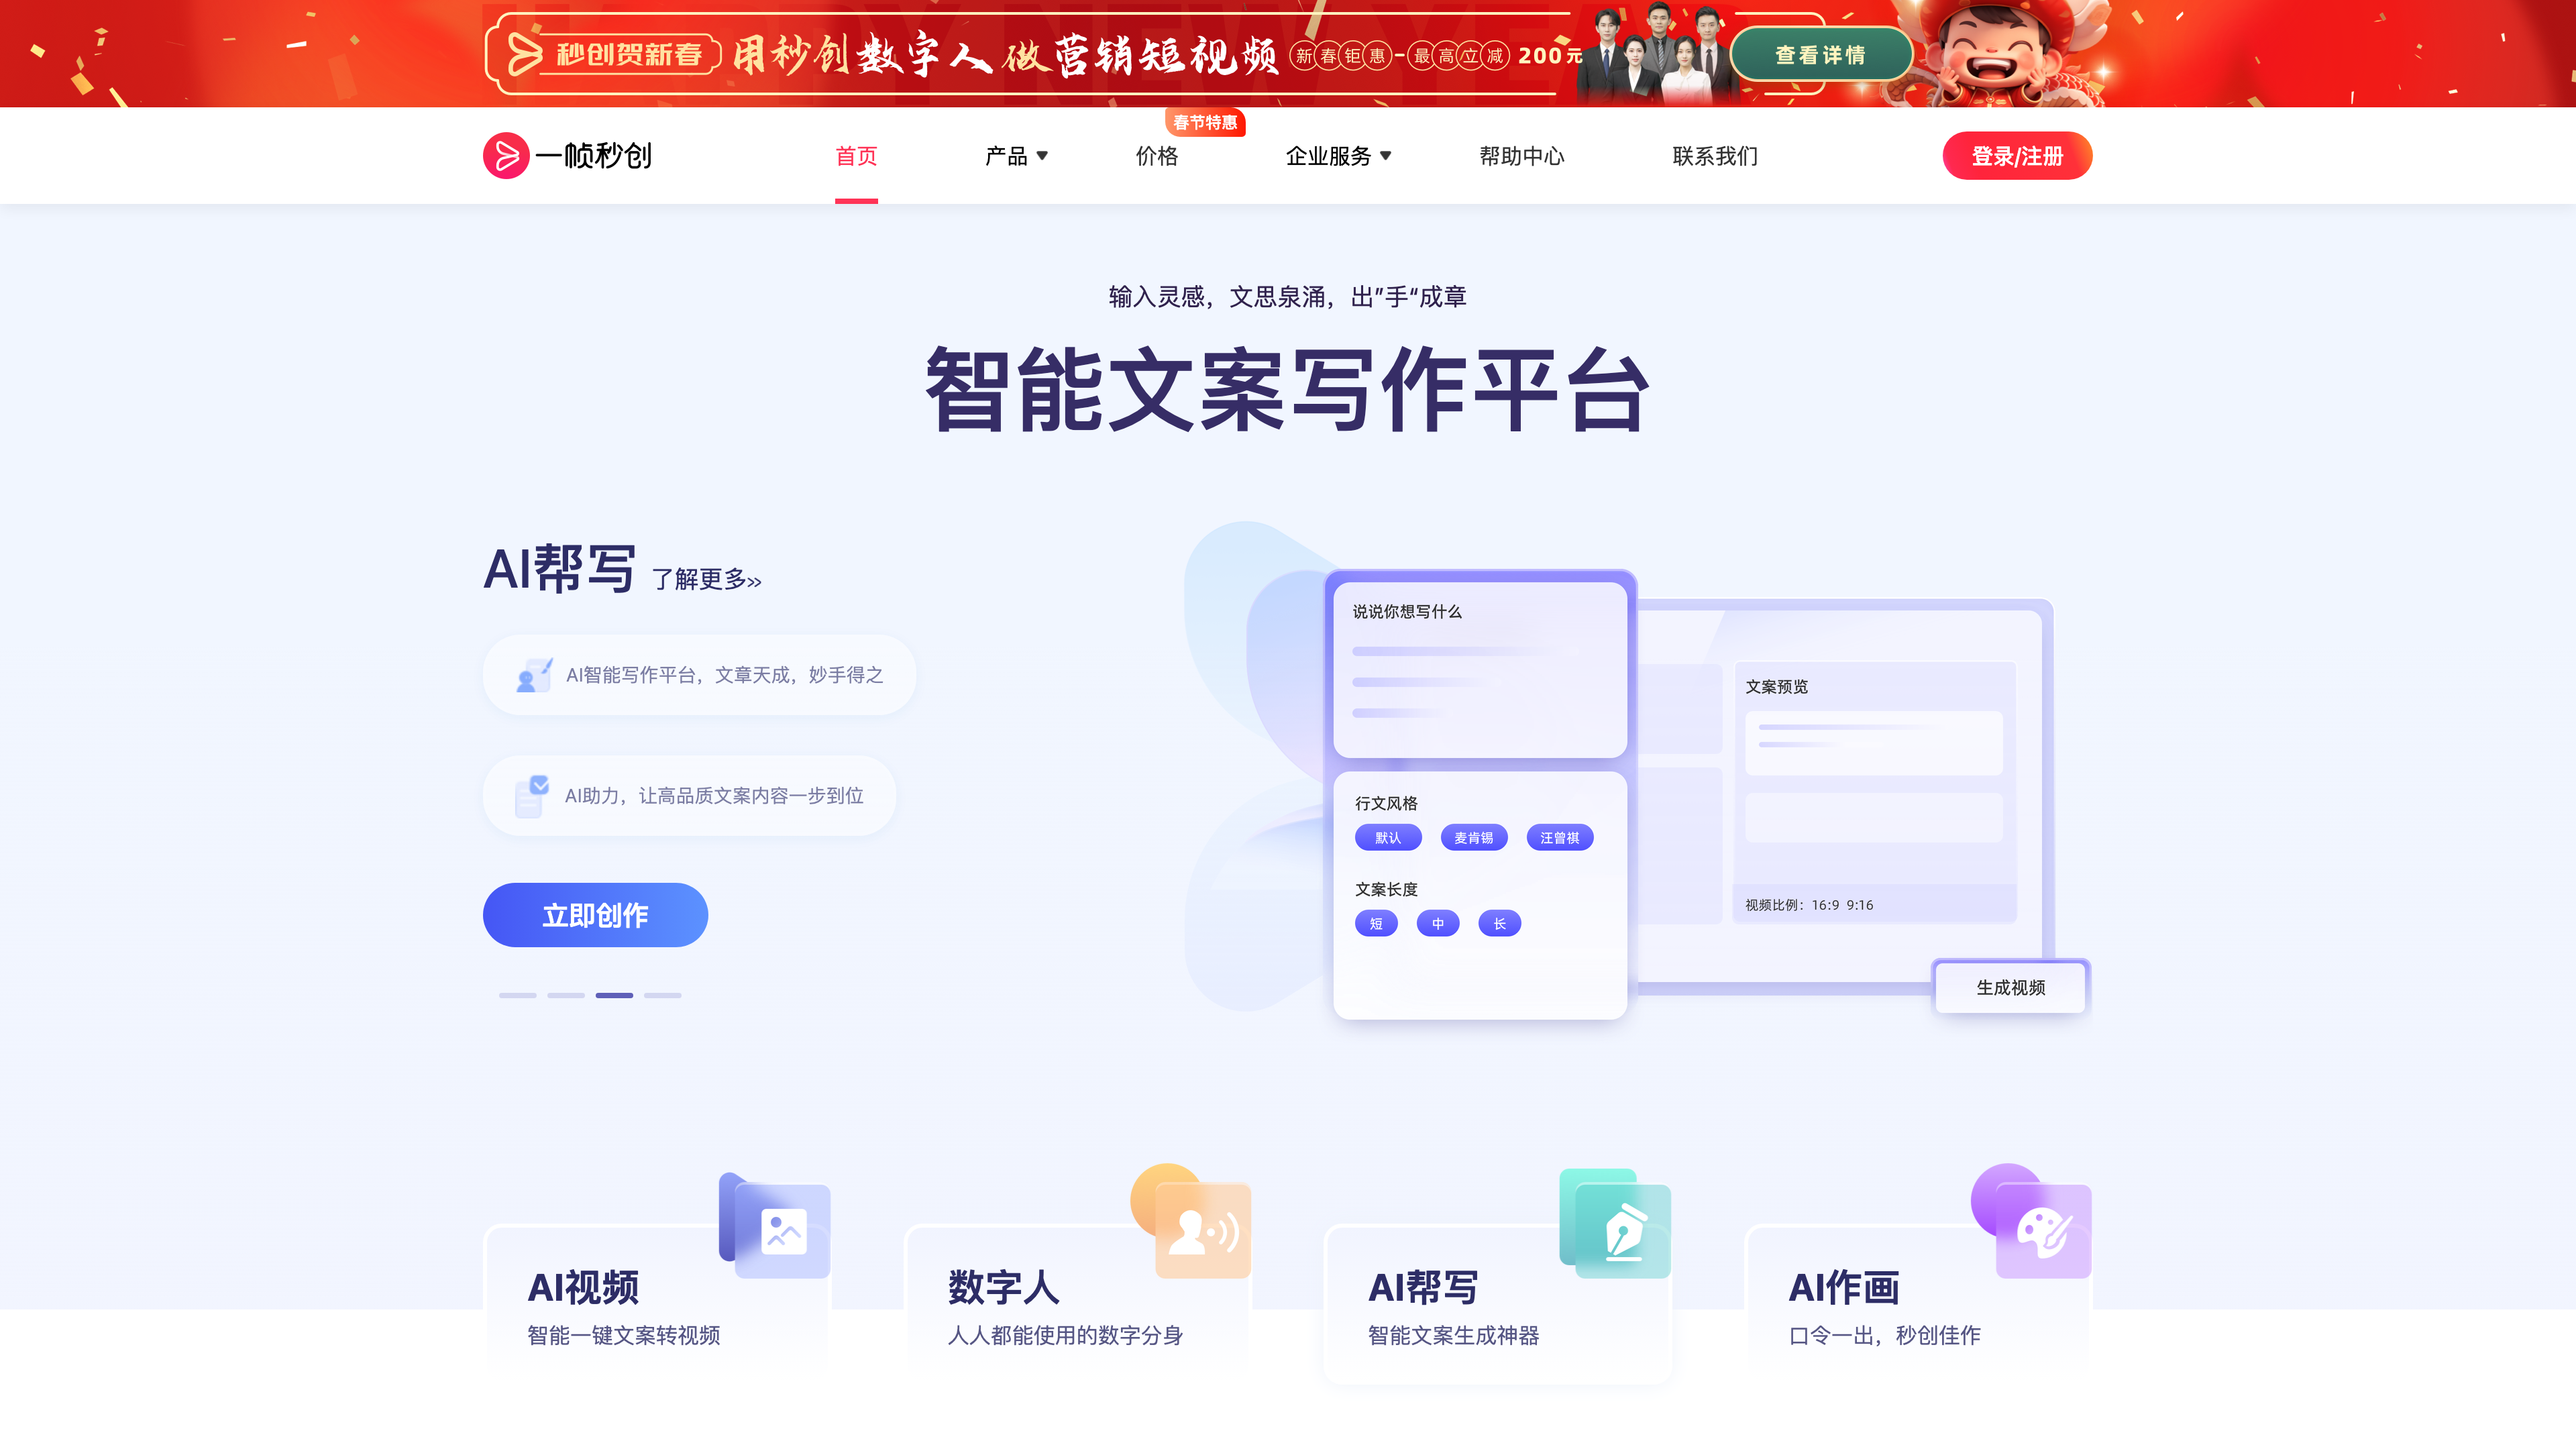 HAPPY NEW YEAR
秒创贺新春 用秒创数字人做营销短视频 新春钜惠-最高立减 200元 查看详情
春节特惠
一帧秒创 首页 产品 价格 企业服务 帮助中心 联系我们 登录/注册
输入灵感，文思泉涌，出”手“成章
智能文案写作平台
AI帮写 了解更多>>
AI智能写作平台，文章天成，妙手得之
AI助力，让高品质文案内容一步到位
立即创作
说说你想写什么
行文风格
默认 麦肯锡 汪曾祺
文案长度
短 中 长
文案预览
视频比例：16:9 9:16
生成视频
AI视频
智能一键文案转视频
数字人
人人都能使用的数字分身
AI帮写
智能文案生成神器
AI作画
口令一出，秒创佳作